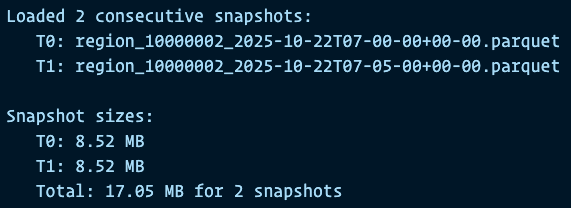 Loaded 2 consecutive snapshots:
T0: region_10000002_2025-10-22T07-00-00+00-00.parquet
T1: region_10000002_2025-10-22T07-05-00+00-00.parquet
Snapshot sizes:
T0: 8.52 MB
T1: 8.52 MB
Total: 17.05 MB for 2 snapshots